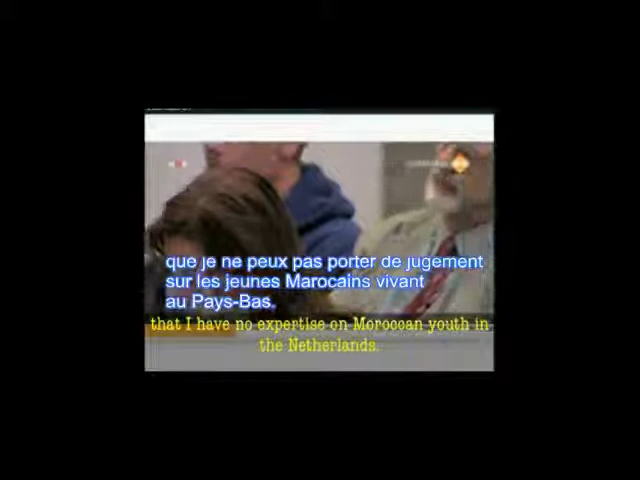 que je ne peux pas porter de jugement
sur les jeunes Marocains vivant
au Pays-Bas.
that I have no expertise on Moroccan youth in
the Netherlands.